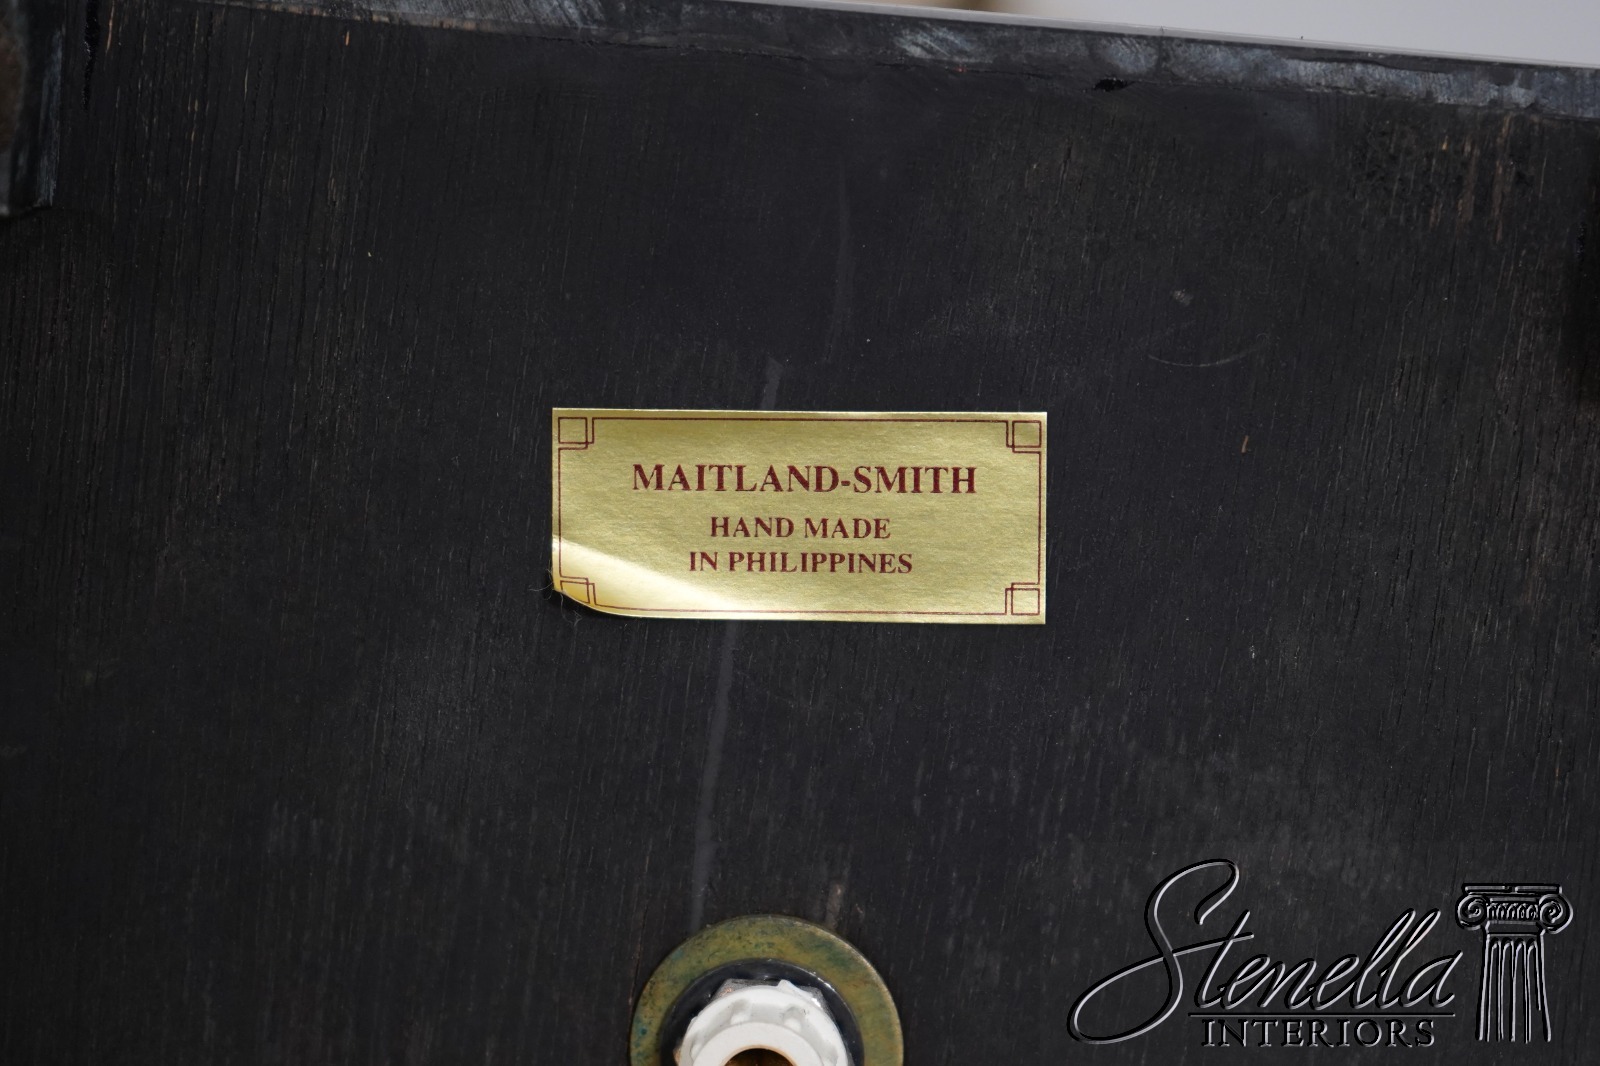 MAITLAND-SMITH
HAND MADE
IN PHILIPPINES
Stenella
INTERIORS